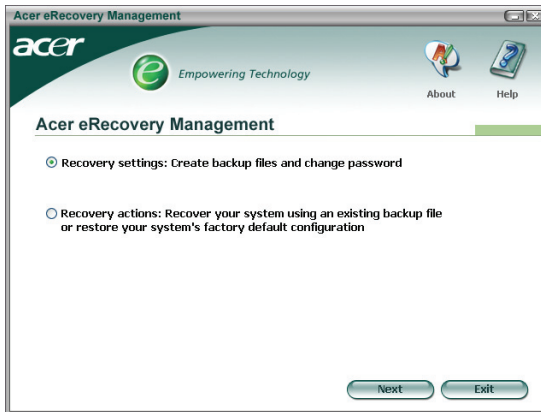 Acer eRecovery Management
acer
e
Empowering Technology
About
Help
Acer eRecovery Management
Recovery settings: Create backup files and change password
Recovery actions: Recover your system using an existing backup file
or restore your system's factory default configuration
Next
Exit